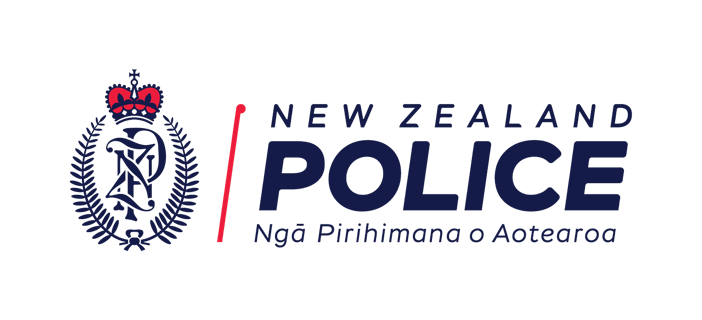 NEW ZEALAND
POLICE
Ngā Pirihimana o Aotearoa